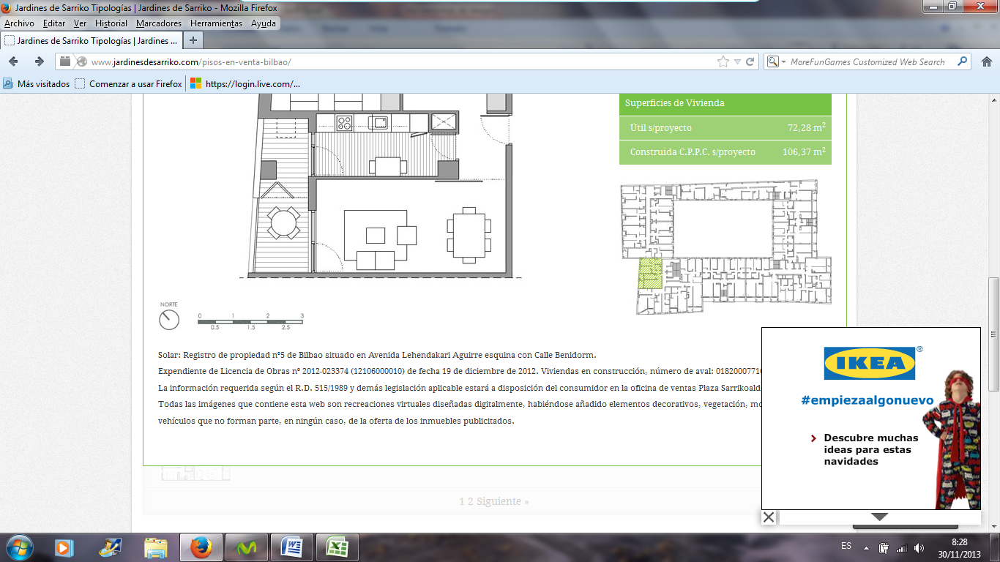 Jardines de Sarriko Tipologías | Jardines de Sarriko - Mozilla Firefox
Archivo Editar Ver Historial Marcadores Herramientas Ayuda
Jardines de Sarriko Tipologías | Jardines ...
www.jardinesdesarriko.com/pisos-en-venta-bilbao/
MoreFunGames Customized Web Search
Más visitados Comenzar a usar Firefox https://login.live.com/...
Superficies de Vivienda
Útil s/proyecto 72,28 m²
Construida C.P.P.C. s/proyecto 106,37 m²
NORTE
0 1 2 3
0.5 1.5 2.5
Solar: Registro de propiedad nº5 de Bilbao situado en Avenida Lehendakari Aguirre esquina con Calle Benidorm.
Expendiente de Licencia de Obras nº 2012-023374 (12106000010) de fecha 19 de diciembre de 2012. Viviendas en construcción, número de aval: 0182000771
La información requerida según el R.D. 515/1989 y demás legislación aplicable estará a disposición del consumidor en la oficina de ventas Plaza Sarrikoald
Todas las imágenes que contiene esta web son recreaciones virtuales diseñadas digitalmente, habiéndose añadido elementos decorativos, vegetación, mo
vehículos que no forman parte, en ningún caso, de la oferta de los inmuebles publicitados.
IKEA ®
#empiezaalgonuevo
Descubre muchas
ideas para estas
navidades
1 2 Siguiente »
ES
8:28
30/11/2013